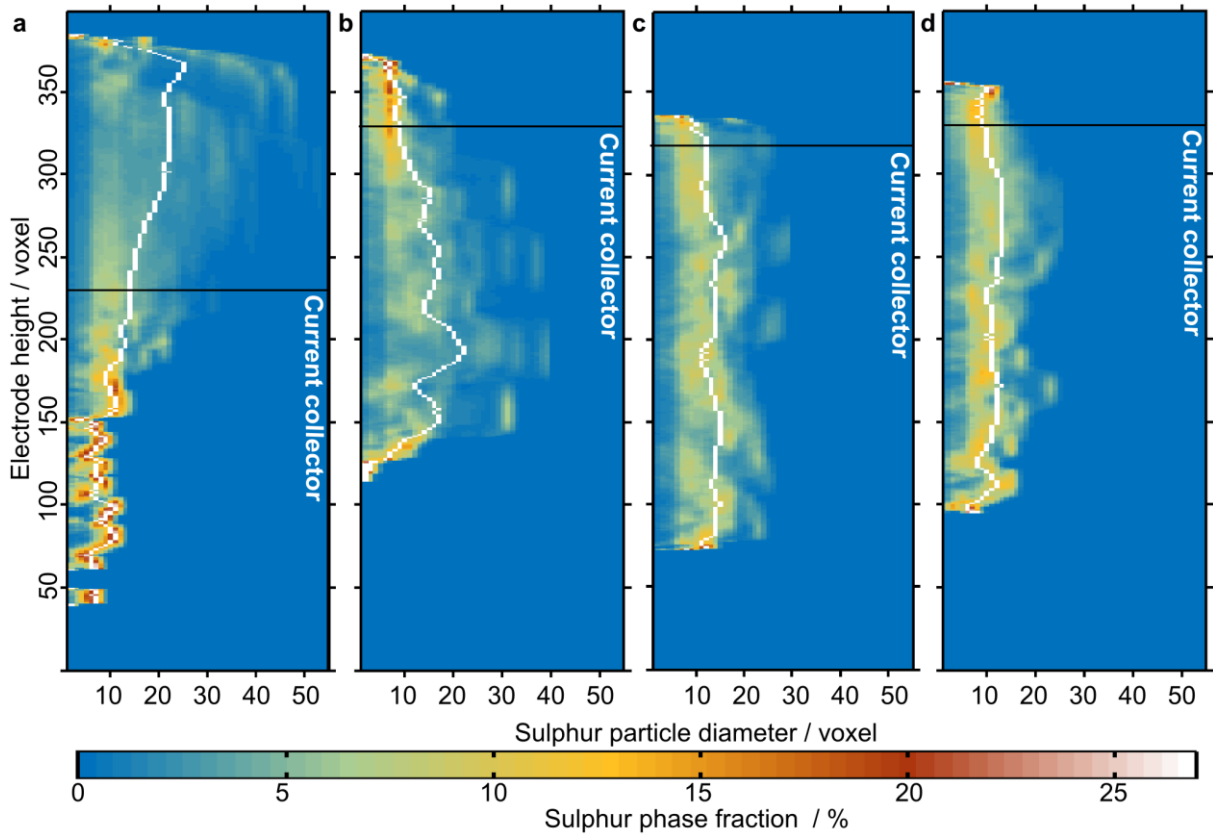 a
b
c
d
Electrode height / voxel
350
300
250
200
150
100
50
Current collector
Current collector
Current collector
Current collector
10 20 30 40 50
10 20 30 40 50
10 20 30 40 50
10 20 30 40 50
Sulphur particle diameter / voxel
0 5 10 15 20 25
Sulphur phase fraction / %